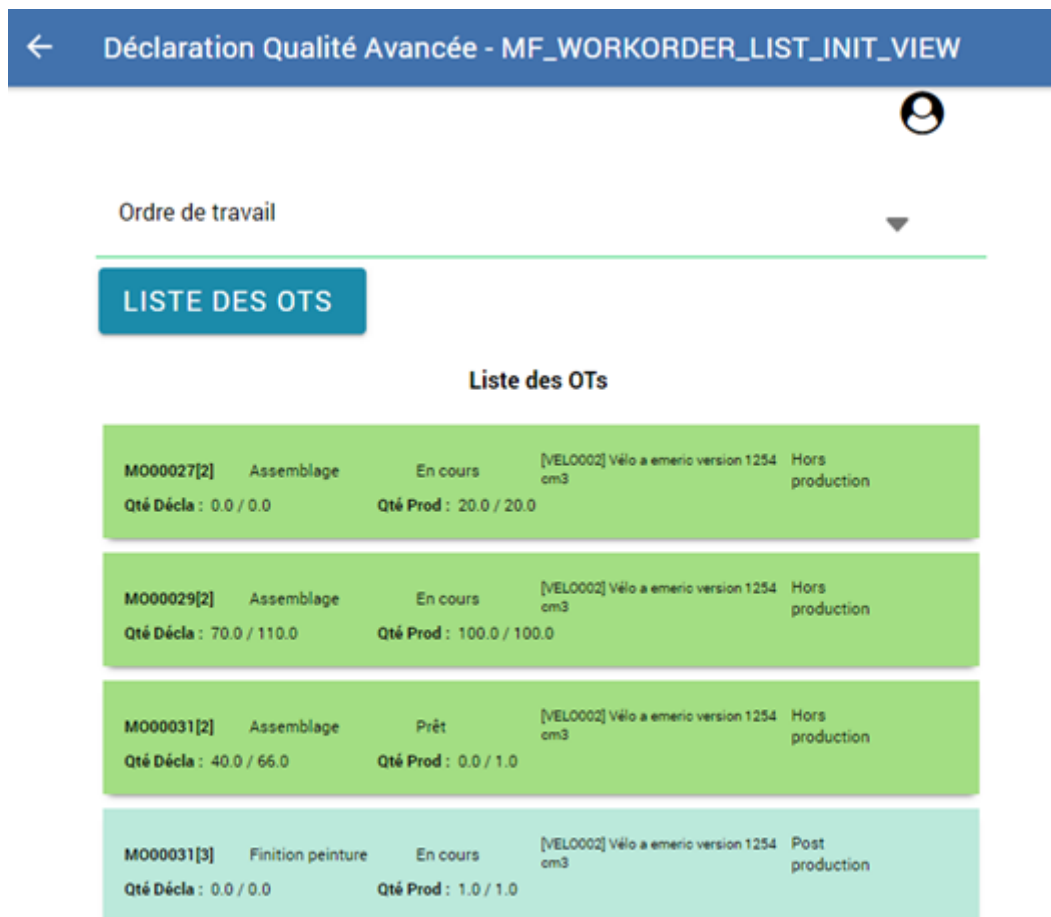 Déclaration Qualité Avancée - MF_WORKORDER_LIST_INIT_VIEW
Ordre de travail
LISTE DES OTS
Liste des OTs
MO00027[2] Assemblage En cours [VELO002] Vélo a emeric version 1254 Hors
cm3 production
Qté Décla : 0.0 / 0.0 Qté Prod : 20.0 / 20.0
MO00029[2] Assemblage En cours [VELO002] Vélo a emeric version 1254 Hors
cm3 production
Qté Décla : 70.0 / 110.0 Qté Prod : 100.0 / 100.0
MO00031[2] Assemblage Prêt [VELO002] Vélo a emeric version 1254 Hors
cm3 production
Qté Décla : 40.0 / 66.0 Qté Prod : 0.0 / 1.0
MO00031[3] Finition peinture En cours [VELO002] Vélo a emeric version 1254 Post
cm3 production
Qté Décla : 0.0 / 0.0 Qté Prod : 1.0 / 1.0